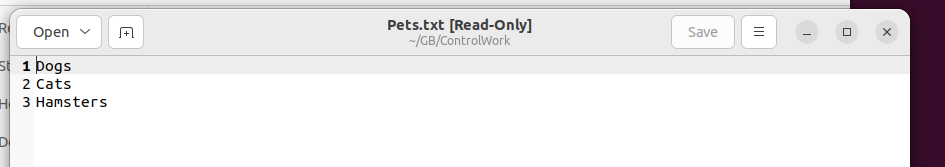 Open
Pets.txt [Read-Only]
~/GB/ControlWork
Save
1 Dogs
2 Cats
3 Hamsters